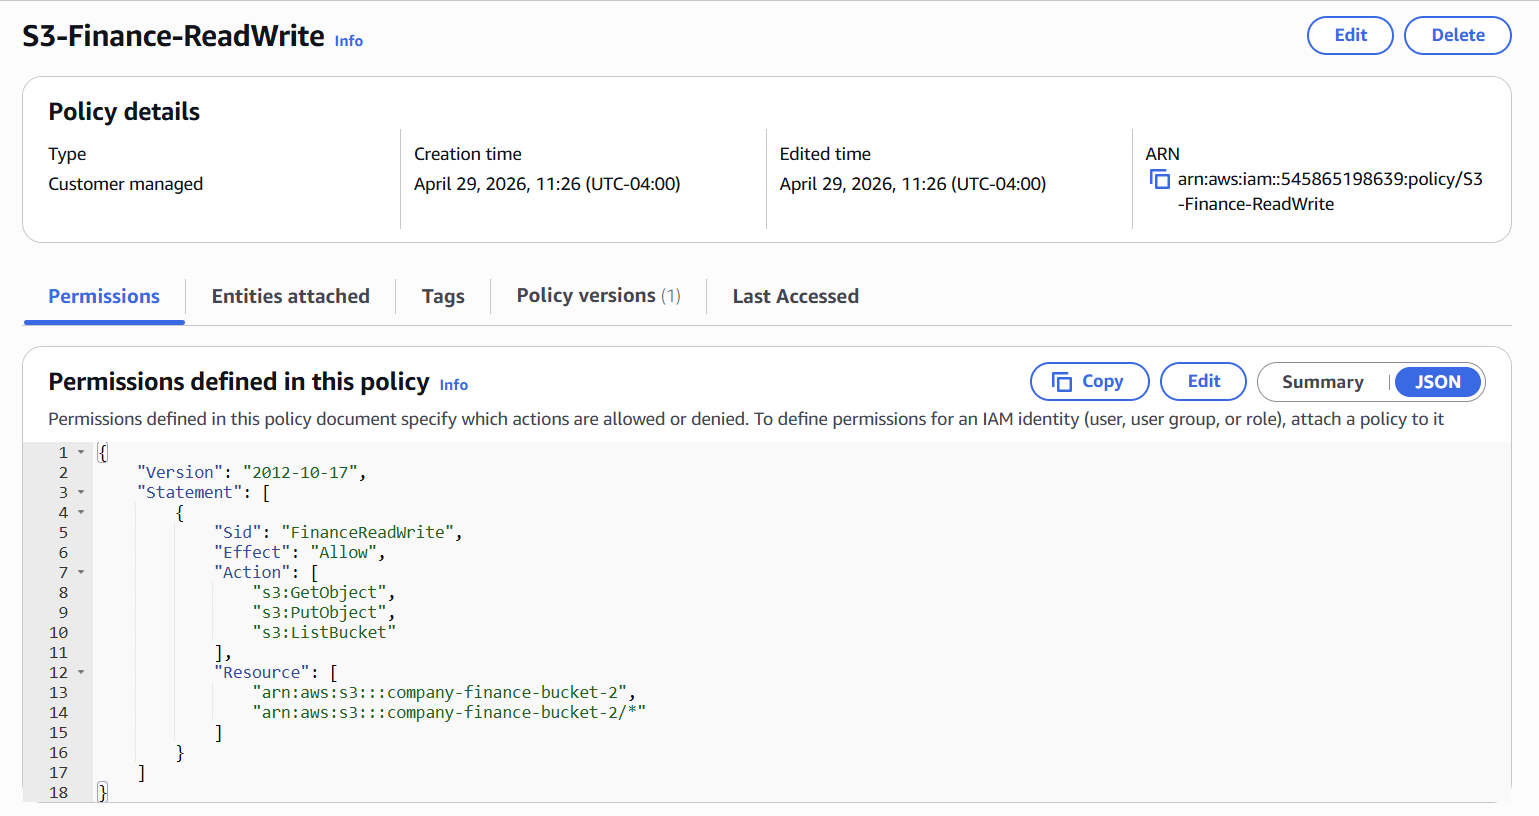 S3-Finance-ReadWrite Info
Edit
Delete
Policy details
Type
Customer managed
Creation time
April 29, 2026, 11:26 (UTC-04:00)
Edited time
April 29, 2026, 11:26 (UTC-04:00)
ARN
arn:aws:iam::545865198639:policy/S3
-Finance-ReadWrite
Permissions
Entities attached
Tags
Policy versions (1)
Last Accessed
Permissions defined in this policy Info
Copy
Edit
Summary
JSON
Permissions defined in this policy document specify which actions are allowed or denied. To define permissions for an IAM identity (user, user group, or role), attach a policy to it
1 {
2     "Version": "2012-10-17",
3     "Statement": [
4         {
5             "Sid": "FinanceReadWrite",
6             "Effect": "Allow",
7             "Action": [
8                 "s3:GetObject",
9                 "s3:PutObject",
10                 "s3:ListBucket"
11             ],
12             "Resource": [
13                 "arn:aws:s3:::company-finance-bucket-2",
14                 "arn:aws:s3:::company-finance-bucket-2/*"
15             ]
16         }
17     ]
18 }